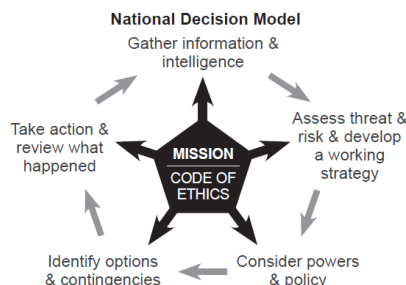 National Decision Model
Gather information &
intelligence
Assess threat &
risk & develop
a working
strategy
Consider powers
& policy
Identify options
& contingencies
Take action &
review what
happened
MISSION
CODE OF
ETHICS